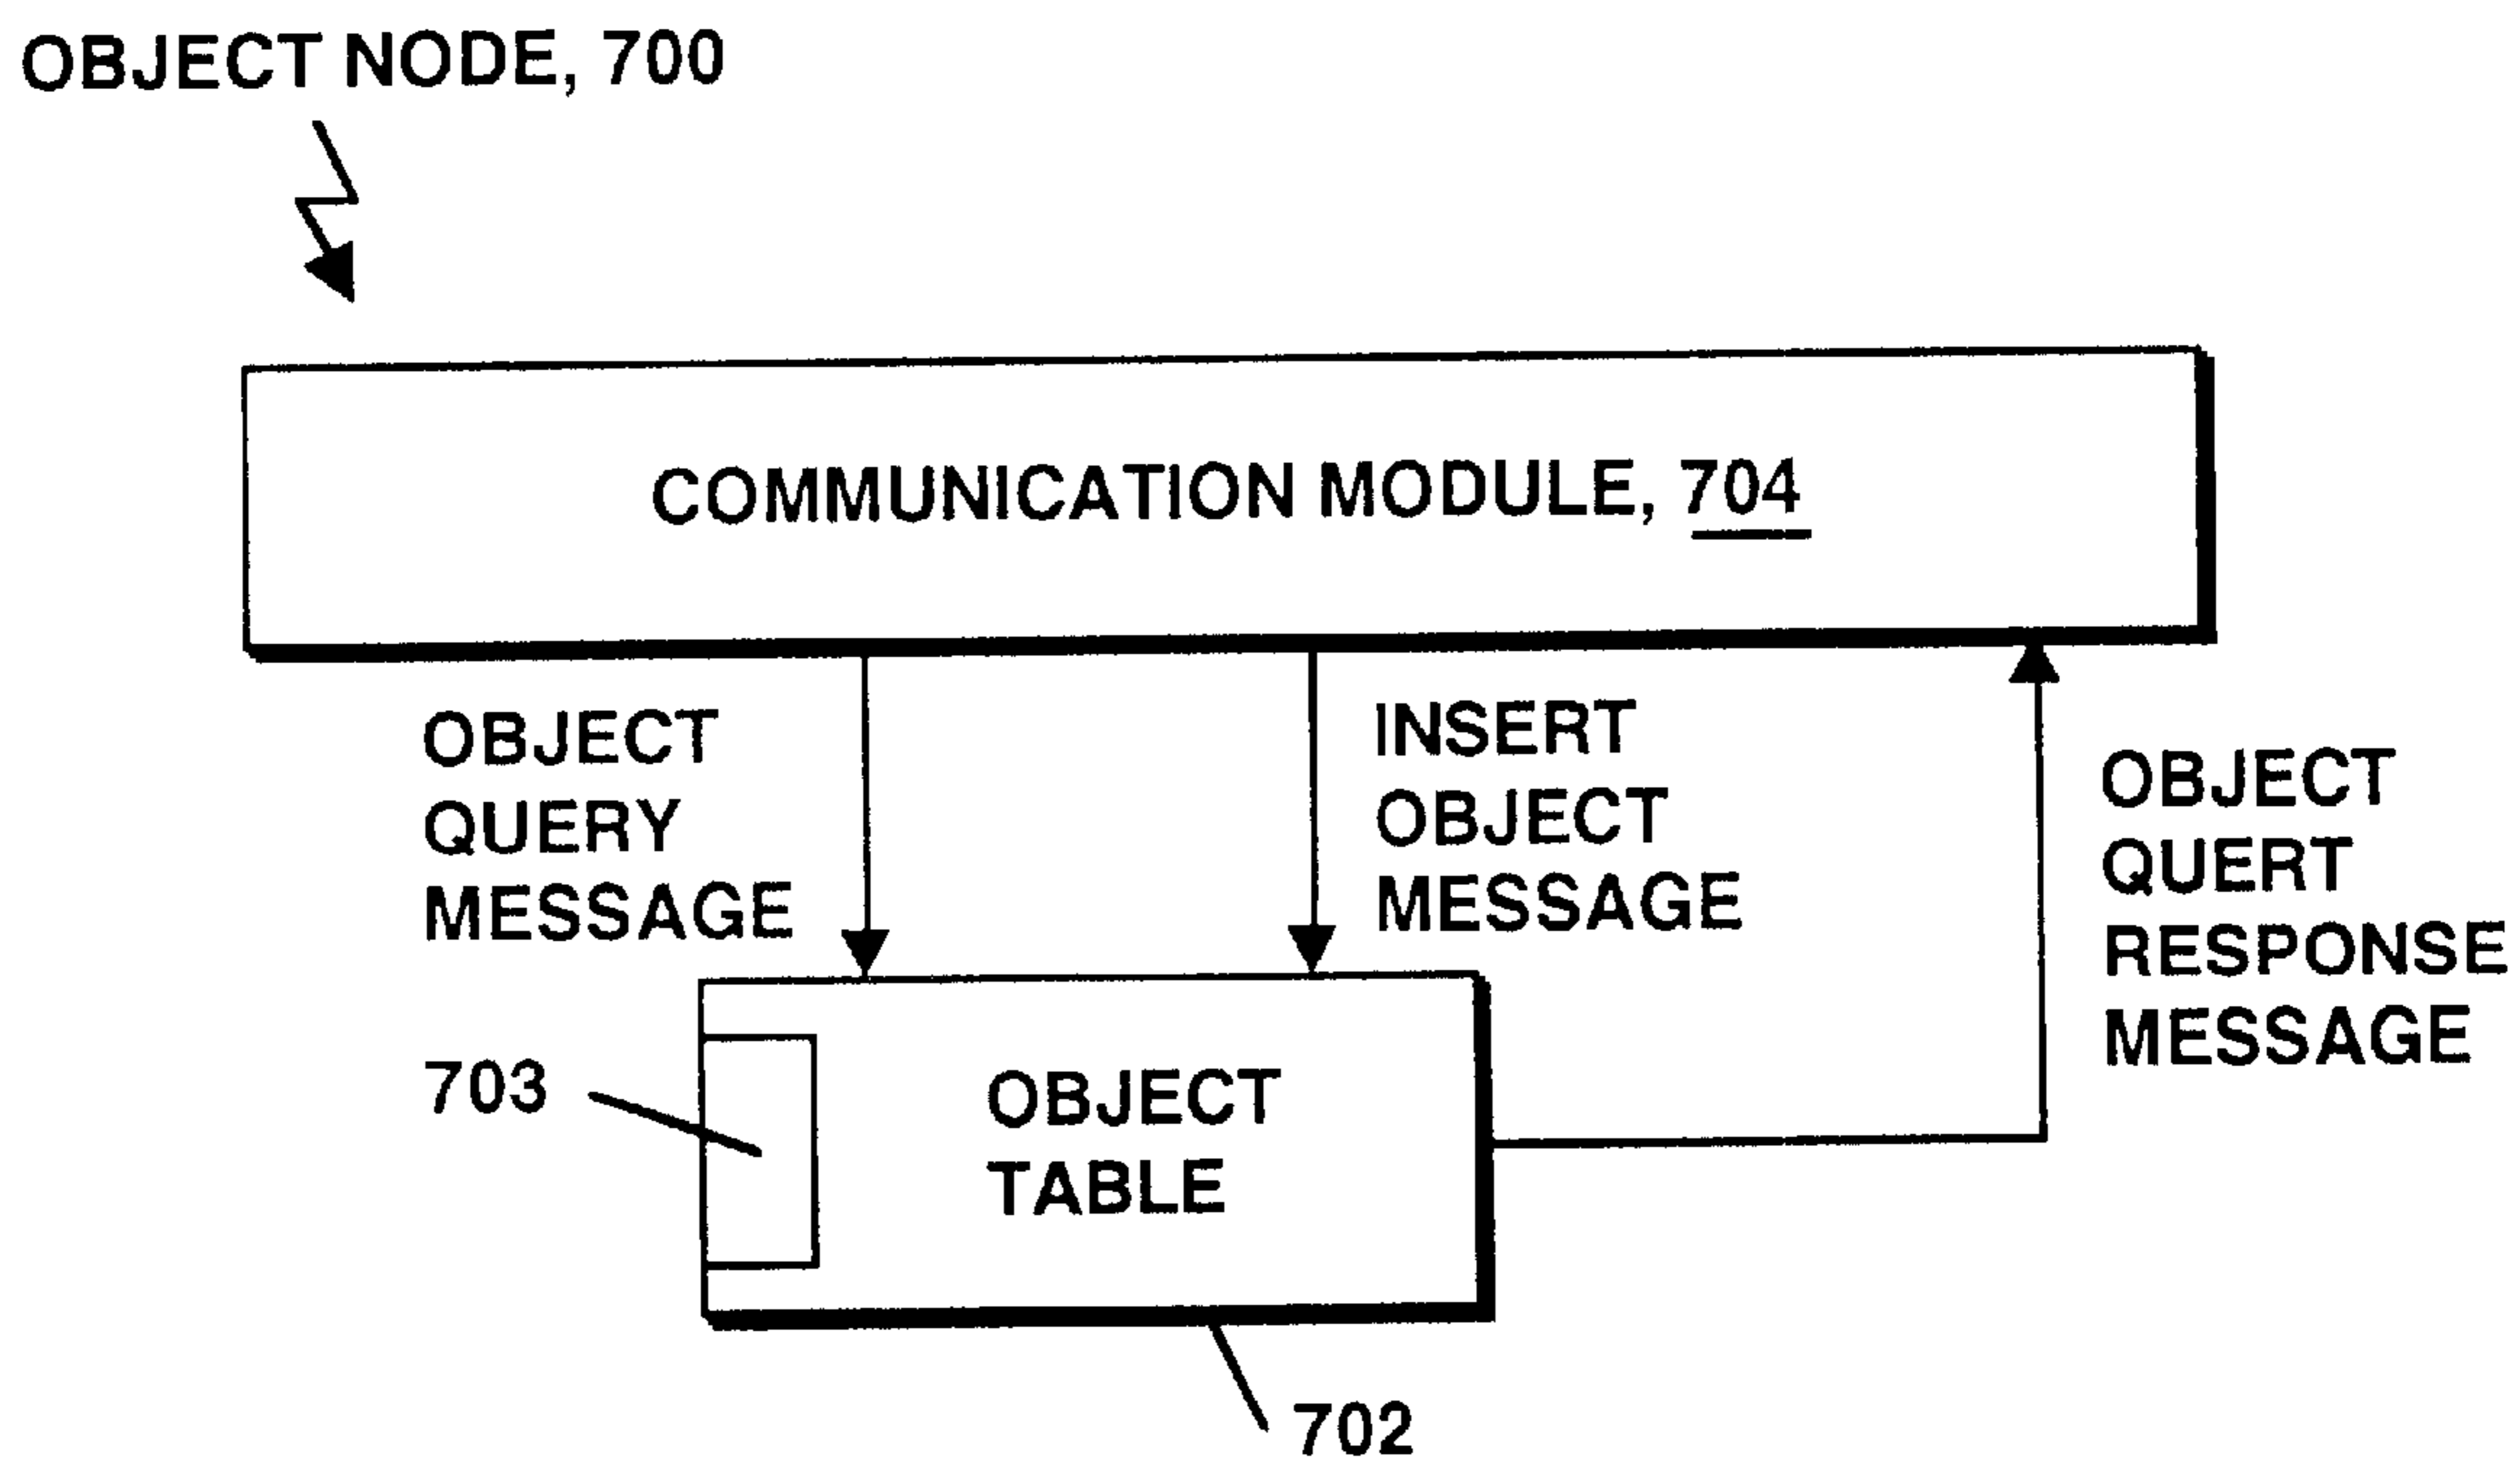 OBJECT NODE, 700
COMMUNICATION MODULE, 704
OBJECT
QUERY
MESSAGE
INSERT
OBJECT
MESSAGE
OBJECT
QUERT
RESPONSE
MESSAGE
703
OBJECT
TABLE
702